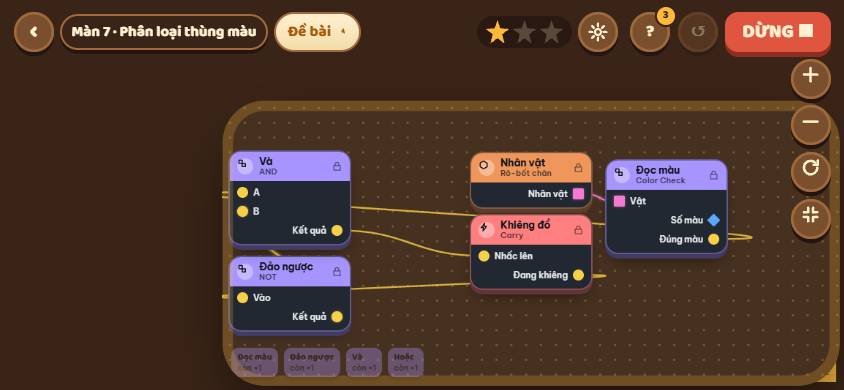 Màn 7 · Phân loại thùng màu
Đề bài
3
?
DỪNG
Và
AND
A
B
Kết quả
Nhân vật
Rô-bốt chân
Nhân vật
Đọc màu
Color Check
Vật
Số màu
Đúng màu
Khiêng đồ
Carry
Nhấc lên
Đang khiêng
Đảo ngược
NOT
Vào
Kết quả
Đọc màu
còn ×1
Đảo ngược
còn ×1
Và
còn ×1
Hoặc
còn ×1